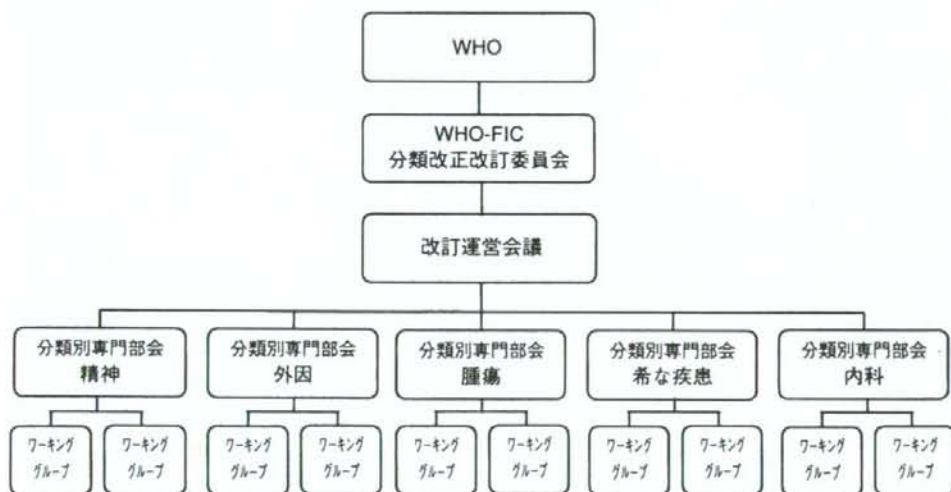 WHO
WHO-FIC
分類改正改訂委員会
改訂運営会議
分類別専門部会
精神
分類別専門部会
外因
分類別専門部会
腫瘍
分類別専門部会
希な疾患
分類別専門部会
内科
ワーキング
グループ
ワーキング
グループ
ワーキング
グループ
ワーキング
グループ
ワーキング
グループ
ワーキング
グループ
ワーキング
グループ
ワーキング
グループ
ワーキング
グループ
ワーキング
グループ